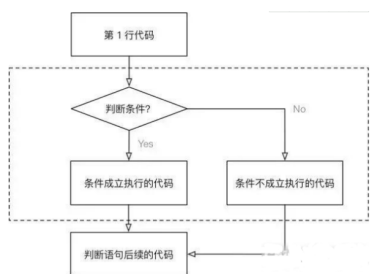 第 1 行代码
判断条件?
No
Yes
条件成立执行的代码
条件不成立执行的代码
判断语句后续的代码